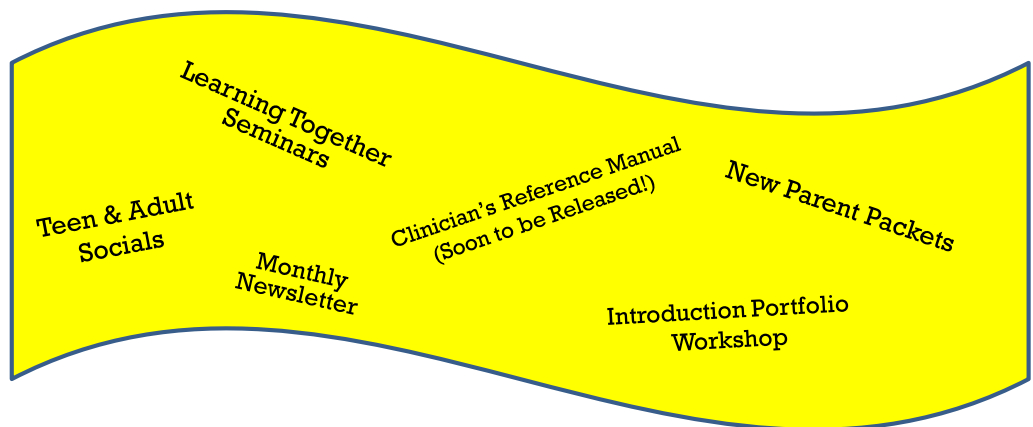 Learning Together
Seminars
Teen & Adult
Socials
Monthly
Newsletter
Clinician’s Reference Manual
(Soon to be Released!)
New Parent Packets
Introduction Portfolio
Workshop